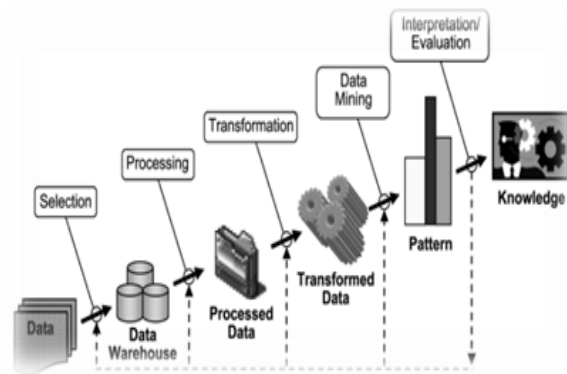 Interpretation/
Evaluation
Data
Mining
Transformation
Processing
Selection
Knowledge
Pattern
Transformed
Data
Processed
Data
Data
Warehouse
Data